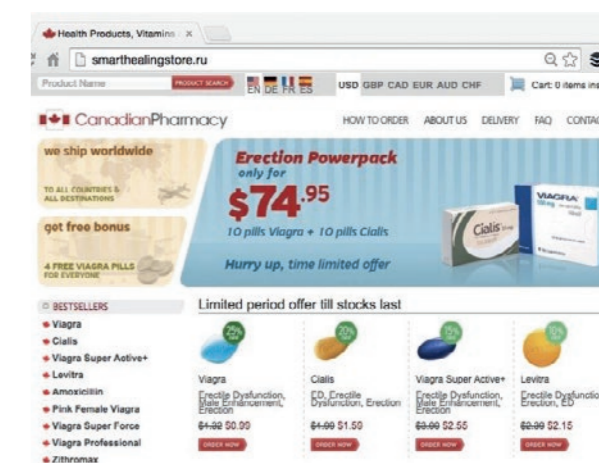 Health Products, Vitamins
smarthealingstore.ru
Product Name
PRODUCT SEARCH
EN DE FR ES
USD GBP CAD EUR AUD CHF
Cart: 0 items ins
CanadianPharmacy
HOW TO ORDER ABOUT US DELIVERY FAQ CONTAC
we ship worldwide
TO ALL COUNTRIES &
ALL DESTINATIONS
get free bonus
4 FREE VIAGRA PILLS
FOR EVERYONE
Erection Powerpack
only for
$74.95
10 pills Viagra + 10 pills Cialis
Hurry up, time limited offer
Cialis
VIAGRA
BESTSELLERS
Viagra
Cialis
Viagra Super Active+
Levitra
Amoxicillin
Pink Female Viagra
Viagra Super Force
Viagra Professional
Zithromax
Limited period offer till stocks last
25%
Viagra
Erectile Dysfunction,
Male Enhancement,
Erection
$1.32 $0.99
ORDER NOW
20%
Cialis
ED, Erectile
Dysfunction, Erection
$1.99 $1.59
ORDER NOW
15%
Viagra Super Active+
Erectile Dysfunction,
Male Enhancement,
Erection
$3.00 $2.55
ORDER NOW
10%
Levitra
Erectile Dysfunctio
Erection, ED
$2.39 $2.15
ORDER NOW